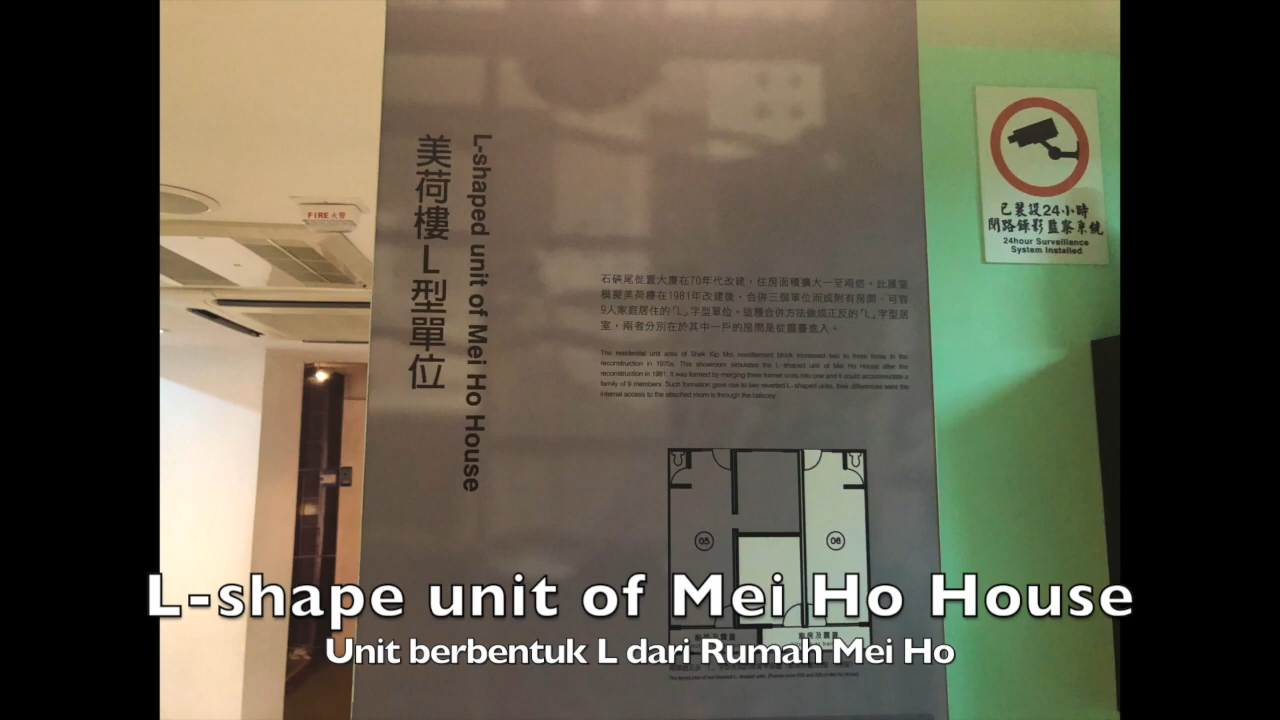 美荷樓L型單位
L-shaped unit of Mei Ho House
FIRE 火警
已裝設24小時
閉路錄影監察系統
24hour Surveillance
System Installed
石硤尾徙置大廈在70年代改建，住房面積擴大一至兩倍。此展室
模擬美荷樓在1981年改建後，合併三個單位而成附有房間、可容
9人家庭居住的「L」字型單位。這種合併方法做成正反的「L」字型居
室，兩者分別在於其中一戶的房間是從露臺進入。
The residential unit area of Shek Kip Mei resettlement block increased two to three times in the
reconstruction in 1970s. This showroom simulates the L-shaped unit of Mei Ho House after the
reconstruction in 1981. It was formed by merging three former units into one and it could accommodate a
family of 9 members. Such formation gave rise to two inverted L-shaped units, their differences were the
internal access to the attached room is through the balcony.
05
06
L-shape unit of Mei Ho House
Unit berbentuk L dari Rumah Mei Ho